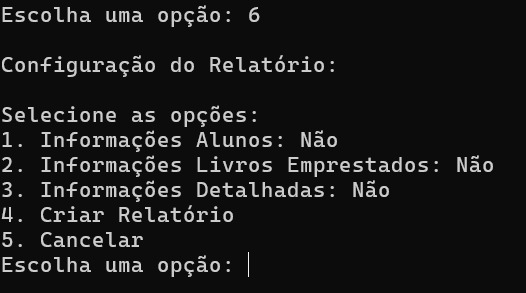 Escolha uma opção: 6
Configuração do Relatório:
Selecione as opções:
1. Informações Alunos: Não
2. Informações Livros Emprestados: Não
3. Informações Detalhadas: Não
4. Criar Relatório
5. Cancelar
Escolha uma opção: